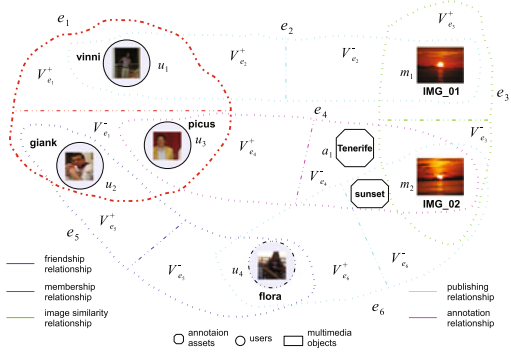 e₁
e₂
V⁺e₅
vinni
u₁
V⁺e₁
V⁺e₂
V⁻e₂
m₁
IMG_01
e₃
e₄
V⁻e₁
picus
u₃
giank
u₂
V⁺e₄
a₁
Tenerife
V⁻e₃
sunset
m₂
IMG_02
V⁻e₄
V⁺e₅
e₅
V⁻e₅
u₄
flora
V⁺e₆
V⁻e₆
e₆
friendship
relationship
membership
relationship
image similarity
relationship
publishing
relationship
annotation
relationship
annotaion
assets
users
multimedia
objects